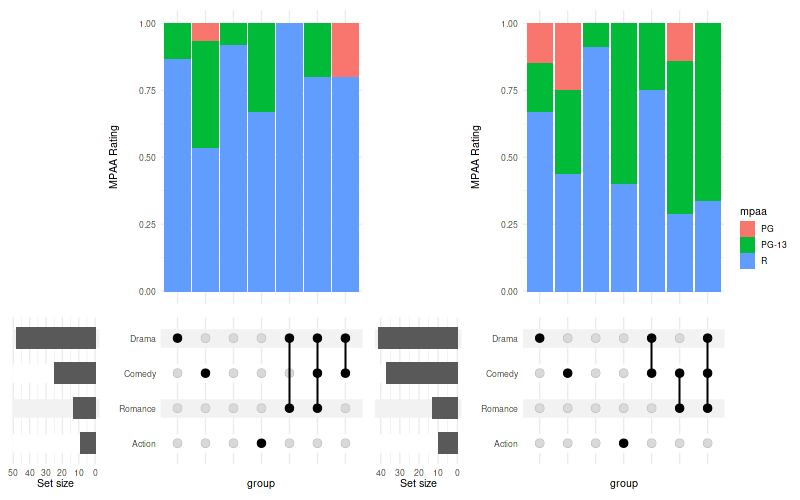 1.00
0.75
0.50
0.25
0.00
MPAA Rating
Drama
Comedy
Romance
Action
50 40 30 20 10 0
Set size
group
1.00
0.75
0.50
0.25
0.00
MPAA Rating
Drama
Comedy
Romance
Action
40 30 20 10 0
Set size
group
mpaa
PG
PG-13
R